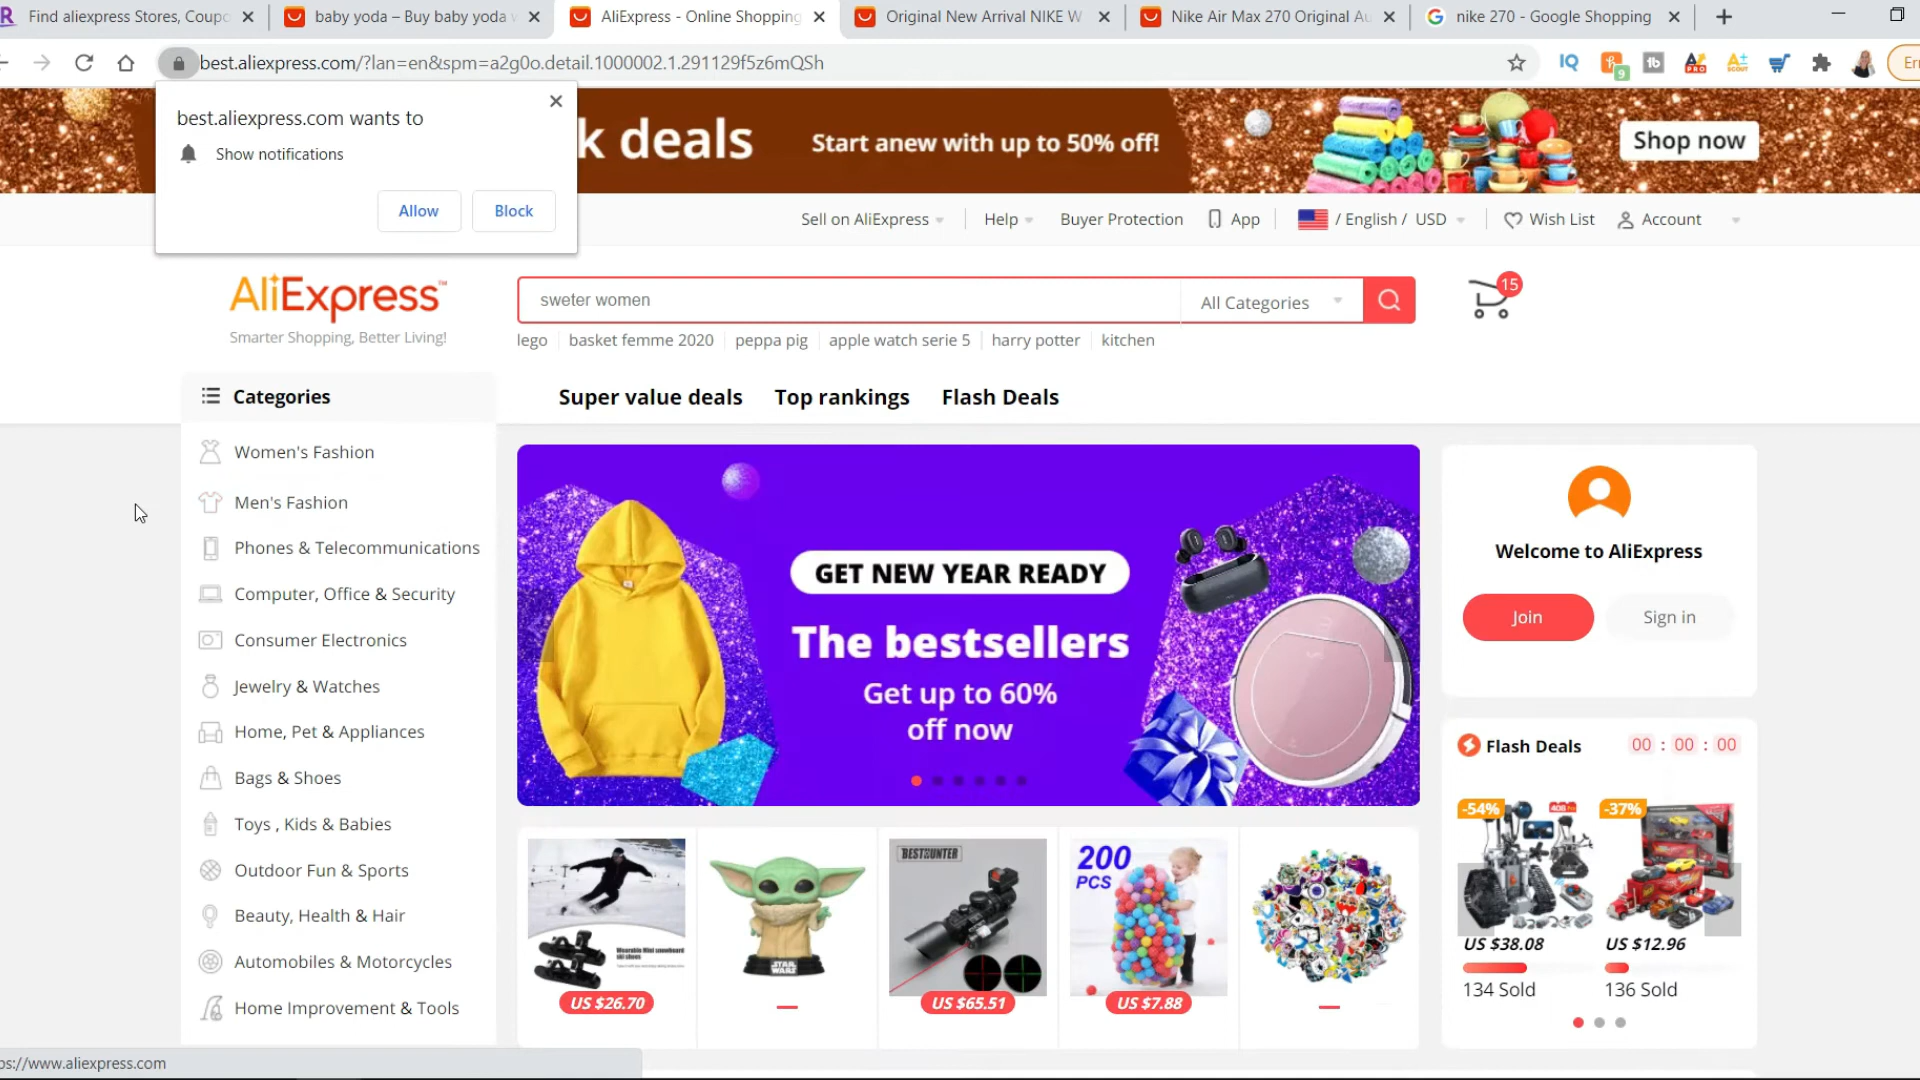 Find aliexpress Stores, Coupo
baby yoda – Buy baby yoda w
AliExpress - Online Shopping
Original New Arrival NIKE W
Nike Air Max 270 Original Au
nike 270 - Google Shopping
best.aliexpress.com/?lan=en&spm=a2g0o.detail.1000002.1.291129f5z6mQSh
9
best.aliexpress.com wants to
Show notifications
Allow
Block
k deals
Start anew with up to 50% off!
Shop now
Sell on AliExpress
Help
Buyer Protection
App
/ English / USD
Wish List
Account
AliExpress™
Smarter Shopping, Better Living!
sweter women
All Categories
15
lego
basket femme 2020
peppa pig
apple watch serie 5
harry potter
kitchen
Categories
Super value deals
Top rankings
Flash Deals
Women's Fashion
Men's Fashion
Phones & Telecommunications
Computer, Office & Security
Consumer Electronics
Jewelry & Watches
Home, Pet & Appliances
Bags & Shoes
Toys , Kids & Babies
Outdoor Fun & Sports
Beauty, Health & Hair
Automobiles & Motorcycles
Home Improvement & Tools
GET NEW YEAR READY
The bestsellers
Get up to 60%
off now
Welcome to AliExpress
Join
Sign in
Flash Deals
00 : 00 : 00
-54%
-37%
US $38.08
US $12.96
134 Sold
136 Sold
BESTHUNTER
200
PCS
STAR
WARS
US $26.70
US $65.51
US $7.88
ps://www.aliexpress.com